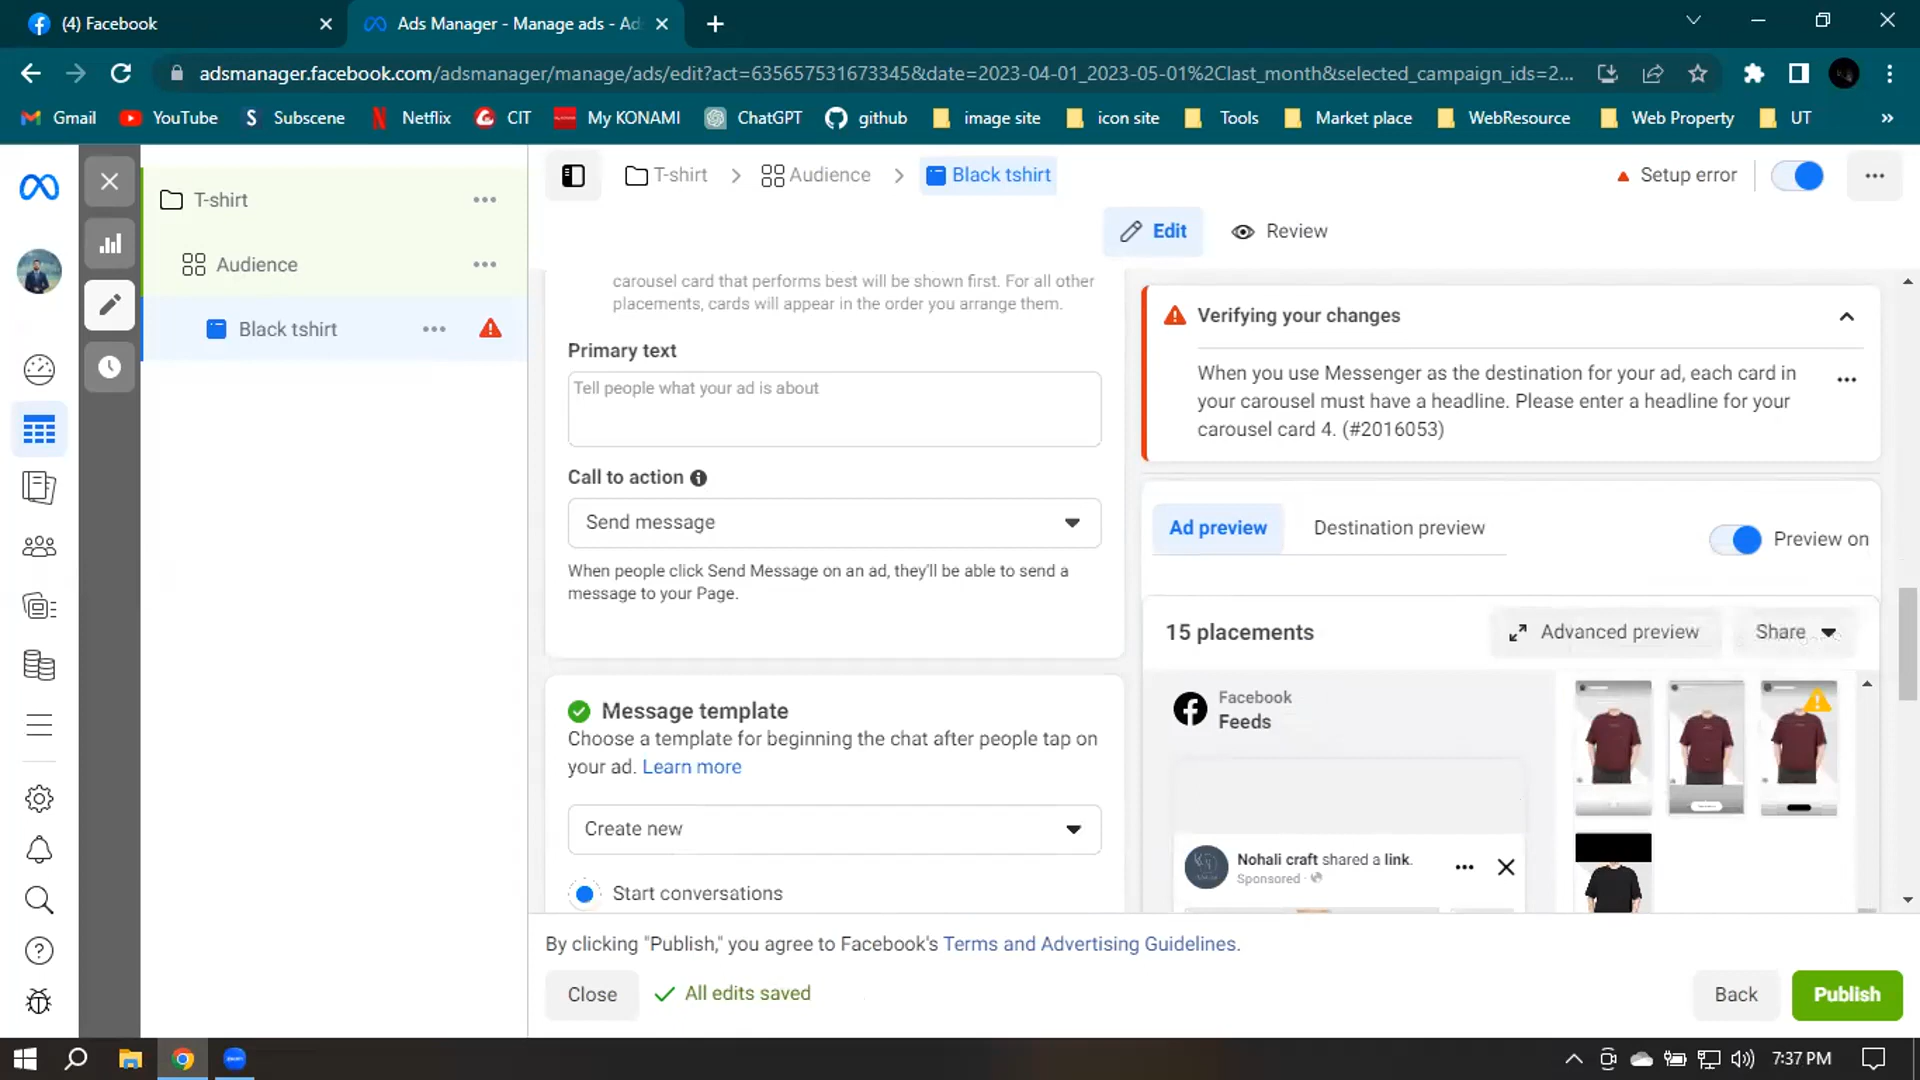 (4) Facebook
Ads Manager - Manage ads - Ad
adsmanager.facebook.com/adsmanager/manage/ads/edit?act=635657531673345&date=2023-04-01_2023-05-01%2Clast_month&selected_campaign_ids=2...
Gmail
YouTube
Subscene
Netflix
CIT
My KONAMI
ChatGPT
github
image site
icon site
Tools
Market place
WebResource
Web Property
UT
»
T-shirt
Audience
Black tshirt
T-shirt
Audience
Black tshirt
Setup error
Edit
Review
carousel card that performs best will be shown first. For all other
placements, cards will appear in the order you arrange them.
Primary text
Tell people what your ad is about
Call to action
Send message
When people click Send Message on an ad, they'll be able to send a
message to your Page.
Message template
Choose a template for beginning the chat after people tap on
your ad. Learn more
Create new
Start conversations
Verifying your changes
When you use Messenger as the destination for your ad, each card in
your carousel must have a headline. Please enter a headline for your
carousel card 4. (#2016053)
Ad preview
Destination preview
Preview on
15 placements
Advanced preview
Share
Facebook
Feeds
Nohali craft shared a link.
Sponsored ·
By clicking "Publish," you agree to Facebook's Terms and Advertising Guidelines.
Close
All edits saved
Back
Publish
7:37 PM